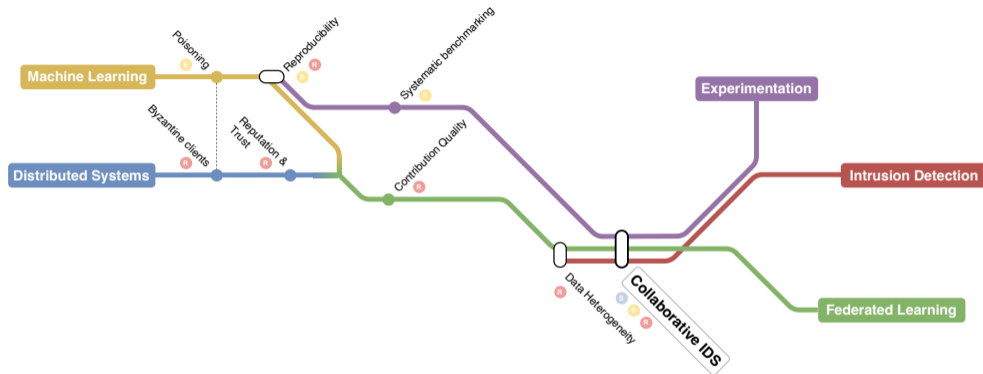 Machine Learning
Poisoning
E
Reproducibility
E
R
Systematic benchmarking
E
Experimentation
Distributed Systems
Byzantine clients
R
Reputation &
Trust
R
Contribution Quality
R
Intrusion Detection
Data Heterogeneity
R
Collaborative IDS
S
E
R
Federated Learning